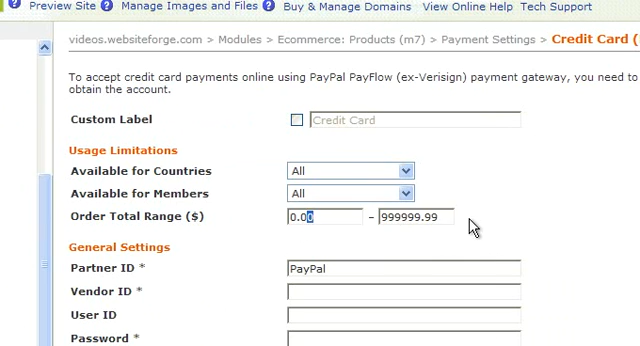 Preview Site Manage Images and Files Buy & Manage Domains View Online Help Tech Support
videos.websiteforge.com > Modules > Ecommerce: Products (m7) > Payment Settings > Credit Card (
To accept credit card payments online using PayPal PayFlow (ex-Verisign) payment gateway, you need to
obtain the account.
Custom Label Credit Card
Usage Limitations
Available for Countries All
Available for Members All
Order Total Range ($) 0.00 - 999999.99
General Settings
Partner ID * PayPal
Vendor ID *
User ID
Password *